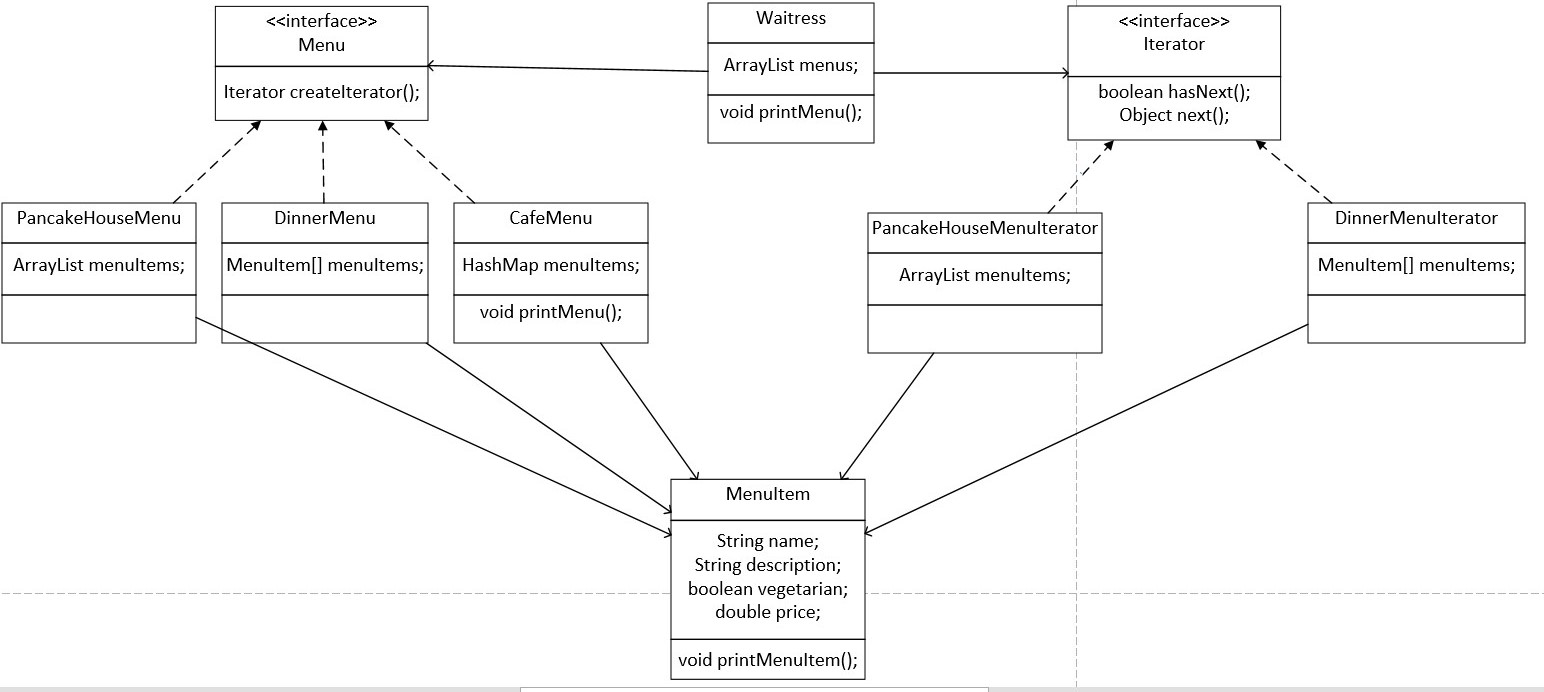 <<interface>>
Menu
Iterator createIterator();
Waitress
ArrayList menus;
void printMenu();
<<interface>>
Iterator
boolean hasNext();
Object next();
PancakeHouseMenu
ArrayList menuItems;
DinnerMenu
MenuItem[] menuItems;
CafeMenu
HashMap menuItems;
void printMenu();
PancakeHouseMenuIterator
ArrayList menuItems;
DinnerMenuIterator
MenuItem[] menuItems;
MenuItem
String name;
String description;
boolean vegetarian;
double price;
void printMenuItem();